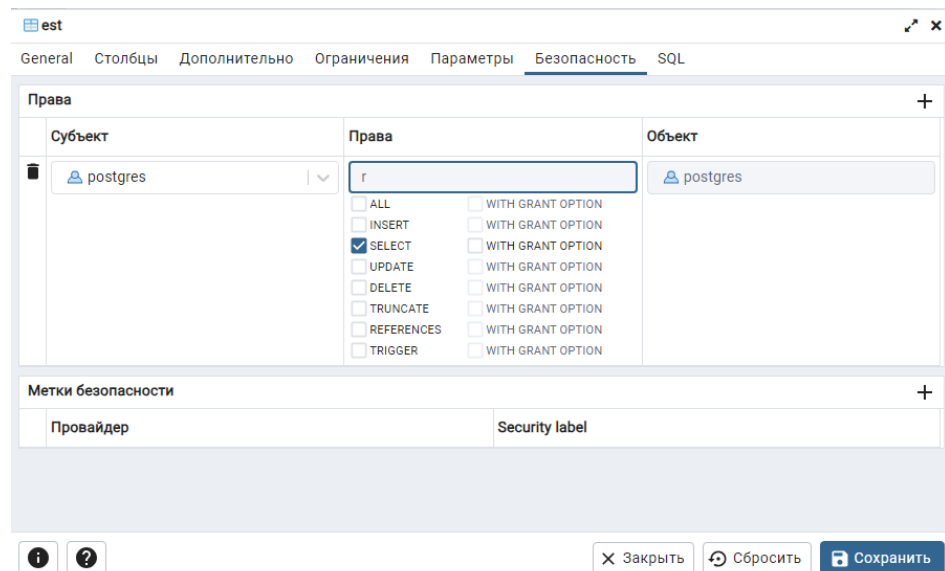 est
General Столбцы Дополнительно Ограничения Параметры Безопасность SQL
Права
Субъект Права Объект
postgres r postgres
ALL WITH GRANT OPTION
INSERT WITH GRANT OPTION
SELECT WITH GRANT OPTION
UPDATE WITH GRANT OPTION
DELETE WITH GRANT OPTION
TRUNCATE WITH GRANT OPTION
REFERENCES WITH GRANT OPTION
TRIGGER WITH GRANT OPTION
Метки безопасности
Провайдер Security label
Закрыть Сбросить Сохранить